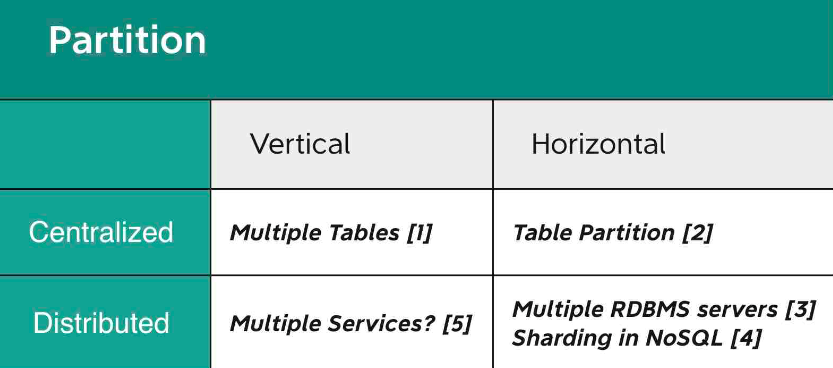 Partition
Vertical
Horizontal
Centralized
Multiple Tables [1]
Table Partition [2]
Distributed
Multiple Services? [5]
Multiple RDBMS servers [3]
Sharding in NoSQL [4]